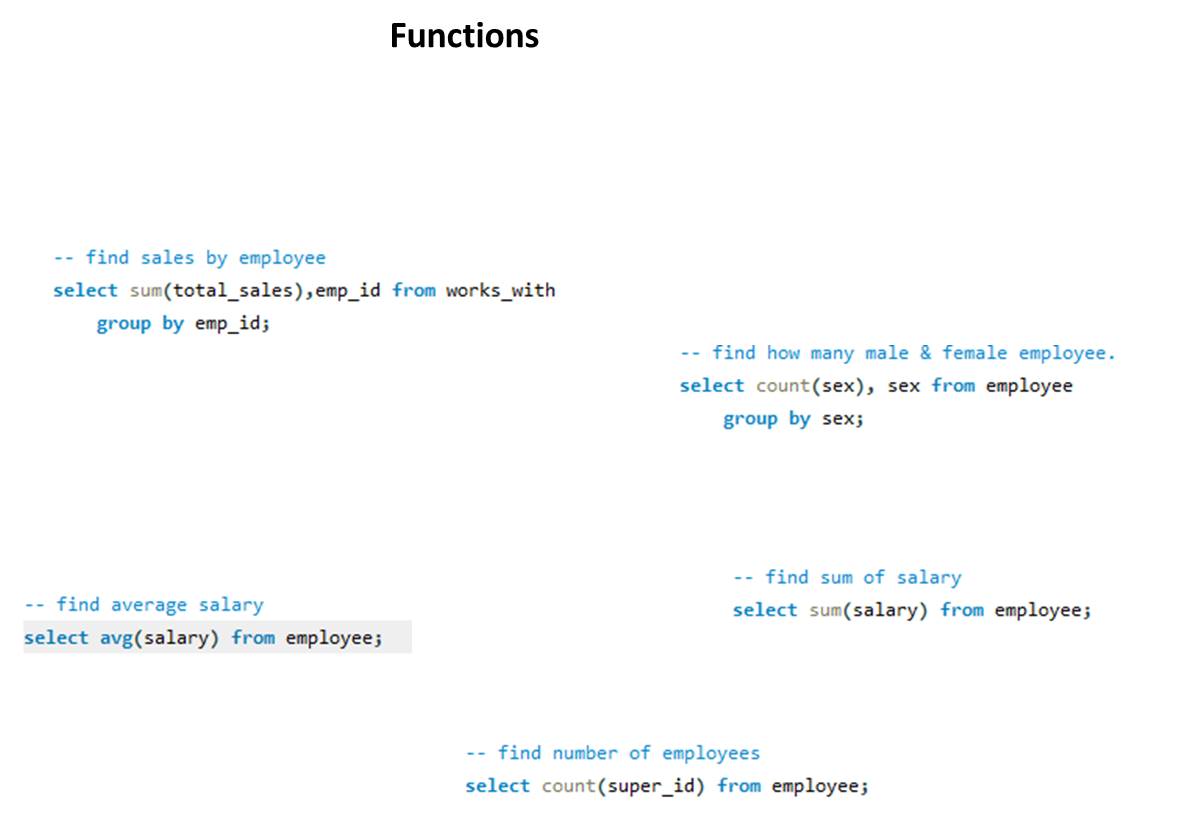 Functions
-- find sales by employee
select sum(total_sales),emp_id from works_with
group by emp_id;
-- find how many male & female employee.
select count(sex), sex from employee
group by sex;
-- find average salary
select avg(salary) from employee;
-- find sum of salary
select sum(salary) from employee;
-- find number of employees
select count(super_id) from employee;